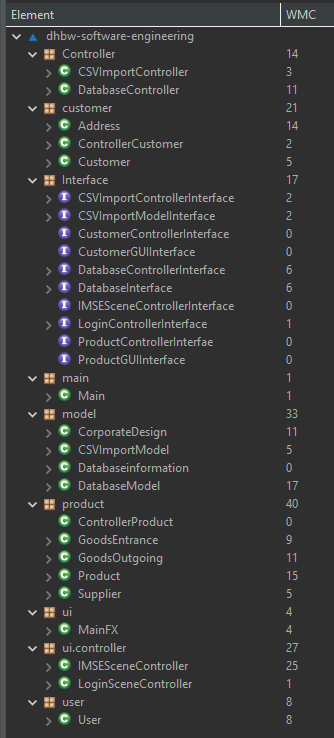 Element WMC
dhbw-software-engineering
Controller 14
C CSVImportController 3
C DatabaseController 11
customer 21
C Address 14
C ControllerCustomer 2
C Customer 5
Interface 17
I CSVImportControllerInterface 2
I CSVImportModelInterface 2
I CustomerControllerInterface 0
I CustomerGUIInterface 0
I DatabaseControllerInterface 6
I DatabaseInterface 6
I IMSESceneControllerInterface 0
I LoginControllerInterface 1
I ProductControllerInterfae 0
I ProductGUIInterface 0
main 1
C Main 1
model 33
C CorporateDesign 11
C CSVImportModel 5
C Databaseinformation 0
C DatabaseModel 17
product 40
C ControllerProduct 0
C GoodsEntrance 9
C GoodsOutgoing 11
C Product 15
C Supplier 5
ui 4
C MainFX 4
ui.controller 27
C IMSESceneController 25
C LoginSceneController 1
user 8
C User 8